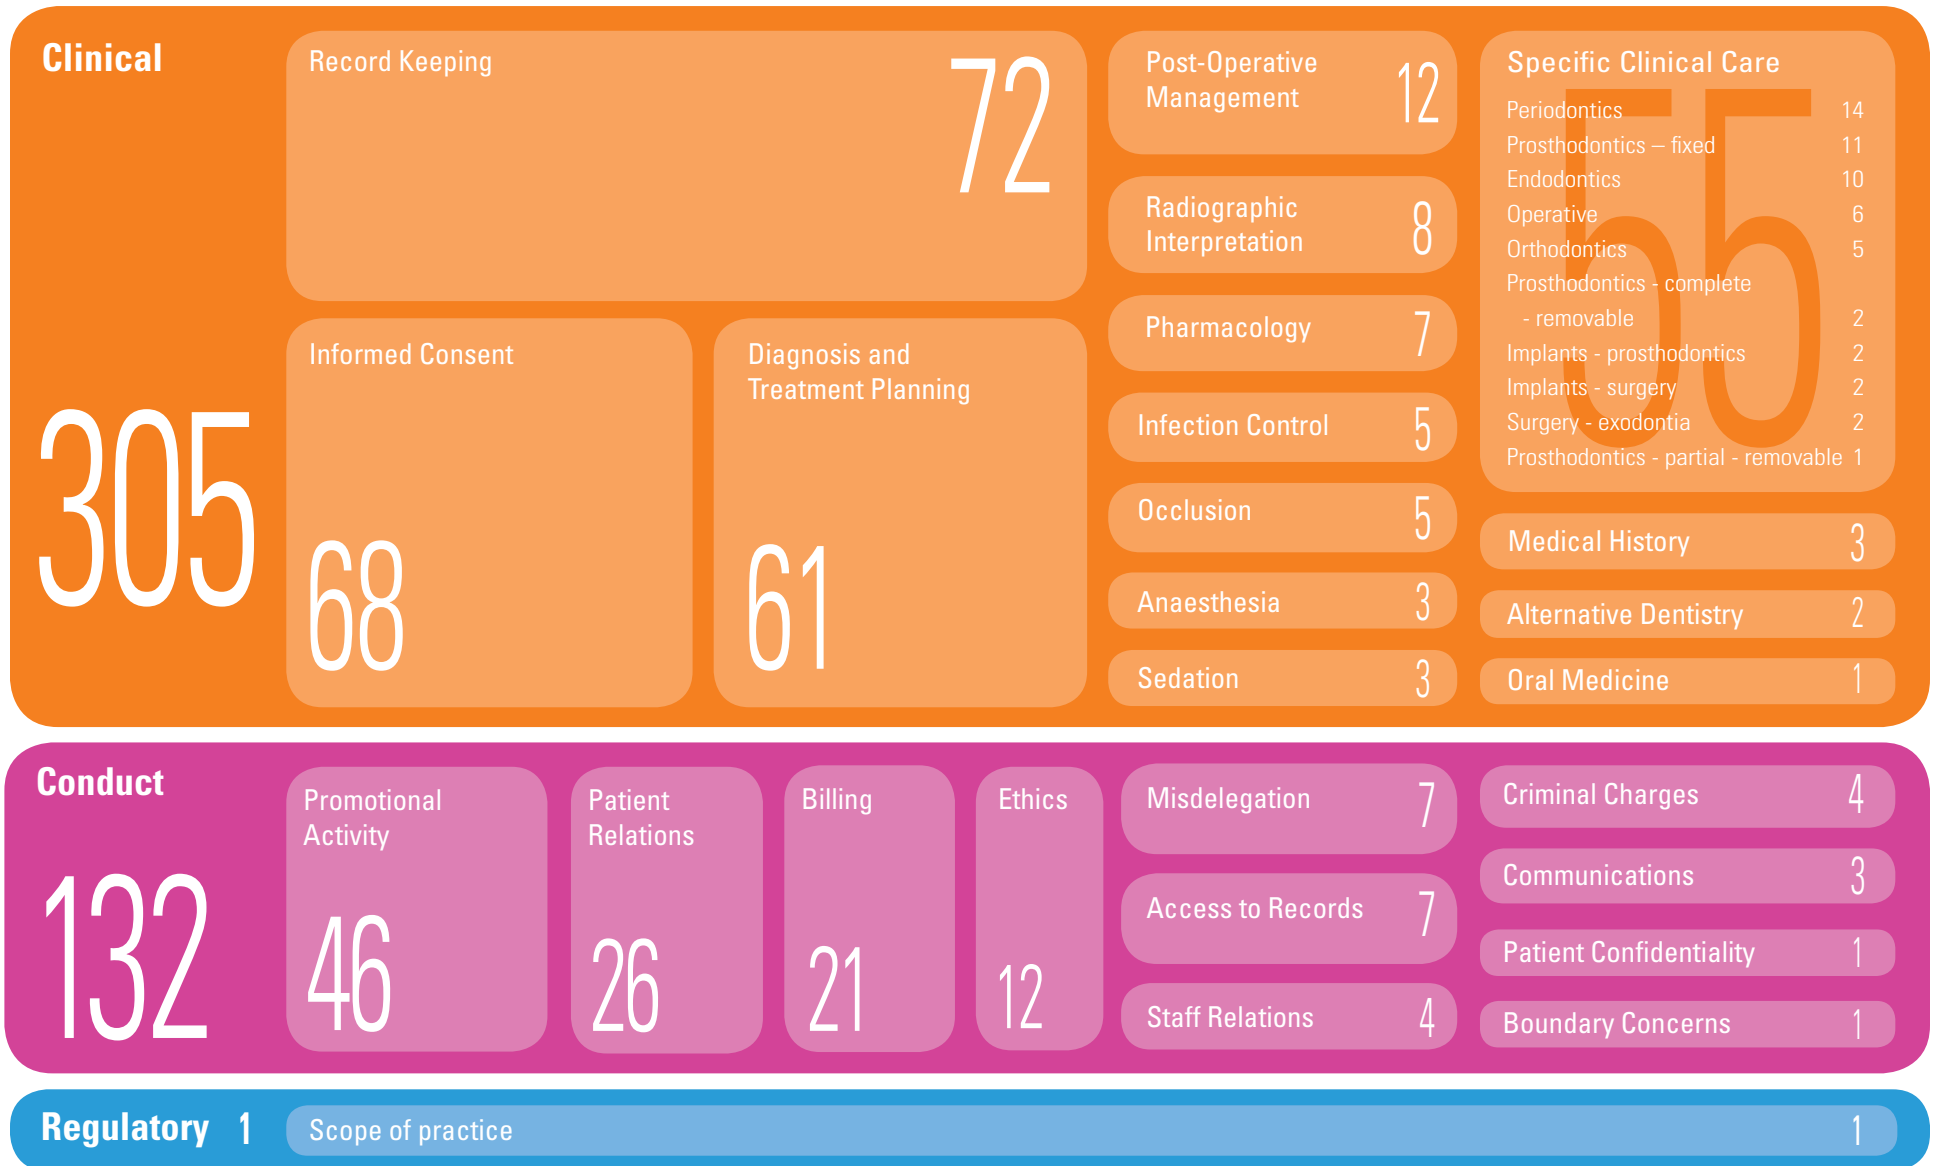 Clinical
305
Record Keeping
72
Informed Consent
68
Diagnosis and
Treatment Planning
61
Post-Operative
Management
12
Radiographic
Interpretation
8
Pharmacology
7
Infection Control
5
Occlusion
5
Anaesthesia
3
Sedation
3
Specific Clinical Care
55
Periodontics 14
Prosthodontics – fixed 11
Endodontics 10
Operative 6
Orthodontics 5
Prosthodontics - complete
- removable 2
Implants - prosthodontics 2
Implants - surgery 2
Surgery - exodontia 2
Prosthodontics - partial - removable 1
Medical History 3
Alternative Dentistry 2
Oral Medicine 1
Conduct
132
Promotional
Activity
46
Patient
Relations
26
Billing
21
Ethics
12
Misdelegation 7
Access to Records 7
Staff Relations 4
Criminal Charges 4
Communications 3
Patient Confidentiality 1
Boundary Concerns 1
Regulatory 1
Scope of practice 1